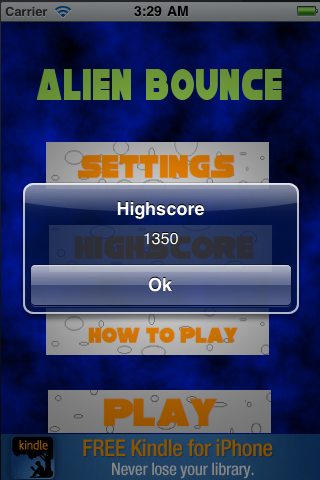 Carrier 3:29 AM
ALIEN BOUNCE
SETTINGS
Highscore
HIGHSCORE
1350
Ok
HOW TO PLAY
PLAY
kindle
FREE Kindle for iPhone
Never lose your library.